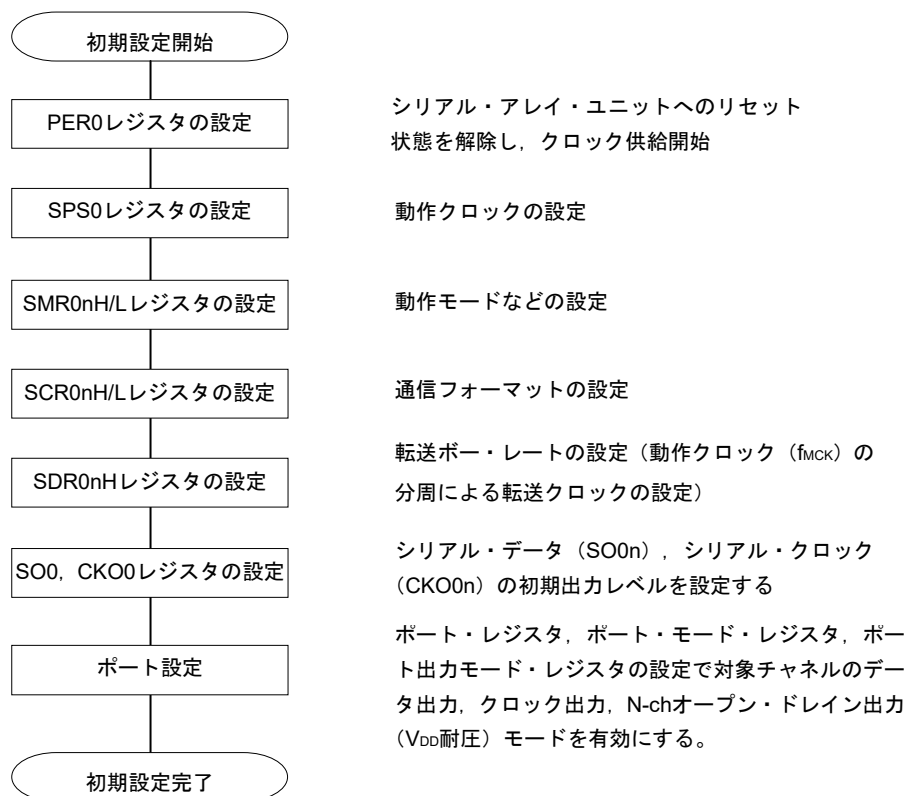 初期設定開始
PER0レジスタの設定
シリアル・アレイ・ユニットへのリセット
状態を解除し，クロック供給開始
SPS0レジスタの設定
動作クロックの設定
SMR0nH/Lレジスタの設定
動作モードなどの設定
SCR0nH/Lレジスタの設定
通信フォーマットの設定
SDR0nHレジスタの設定
転送ボー・レートの設定（動作クロック（fMCK）の
分周による転送クロックの設定）
SO0，CKO0レジスタの設定
シリアル・データ（SO0n），シリアル・クロック
（CKO0n）の初期出力レベルを設定する
ポート設定
ポート・レジスタ，ポート・モード・レジスタ，ポー
ト出力モード・レジスタの設定で対象チャネルのデー
タ出力，クロック出力，N-chオープン・ドレイン出力
（VDD耐圧）モードを有効にする。
初期設定完了